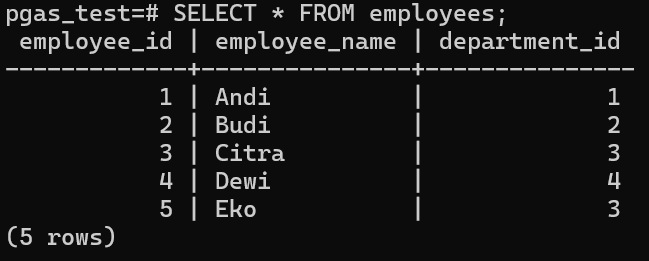 pgas_test=# SELECT * FROM employees;
 employee_id | employee_name | department_id
-------------+---------------+---------------
           1 | Andi          |             1
           2 | Budi          |             2
           3 | Citra         |             3
           4 | Dewi          |             4
           5 | Eko           |             3
(5 rows)